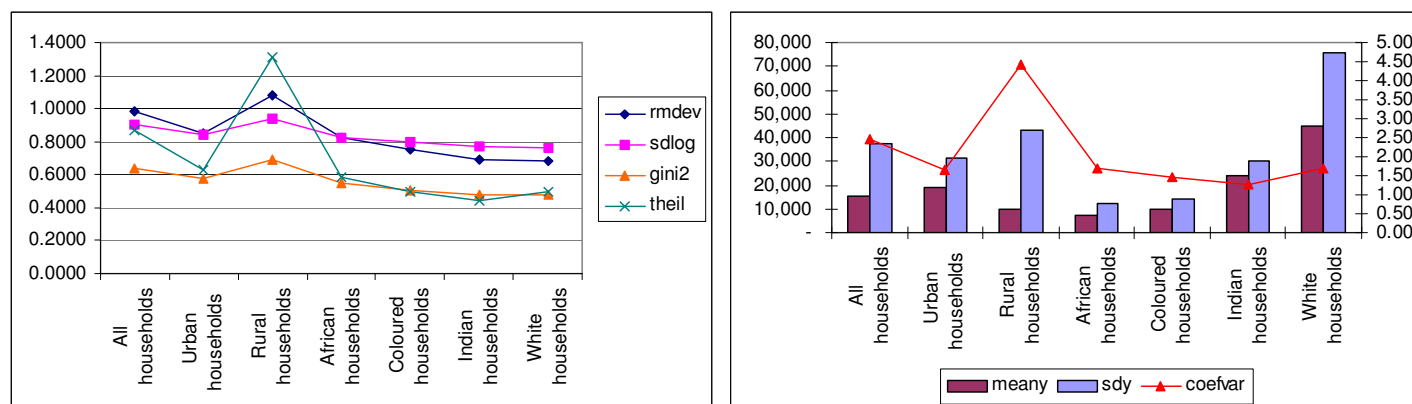 1.4000
1.2000
1.0000
0.8000
0.6000
0.4000
0.2000
0.0000
All
households
Urban
households
Rural
households
African
households
Coloured
households
Indian
households
White
households
rmdev
sdlog
gini2
theil
80,000
70,000
60,000
50,000
40,000
30,000
20,000
10,000
-
5.00
4.50
4.00
3.50
3.00
2.50
2.00
1.50
1.00
0.50
0.00
All
households
Urban
households
Rural
households
African
households
Coloured
households
Indian
households
White
households
meany sdy coefvar